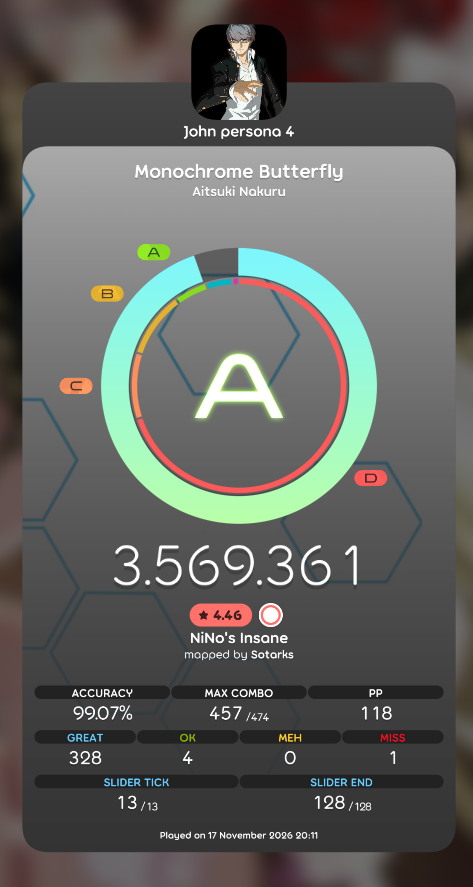 John persona 4
Monochrome Butterfly
Aitsuki Nakuru
A
B
C
A
D
3.569.361
4.46
NiNo's Insane
mapped by Sotarks
ACCURACY MAX COMBO PP
99.07% 457 /474 118
GREAT OK MEH MISS
328 4 0 1
SLIDER TICK SLIDER END
13 /13 128 /128
Played on 17 November 2026 20:11